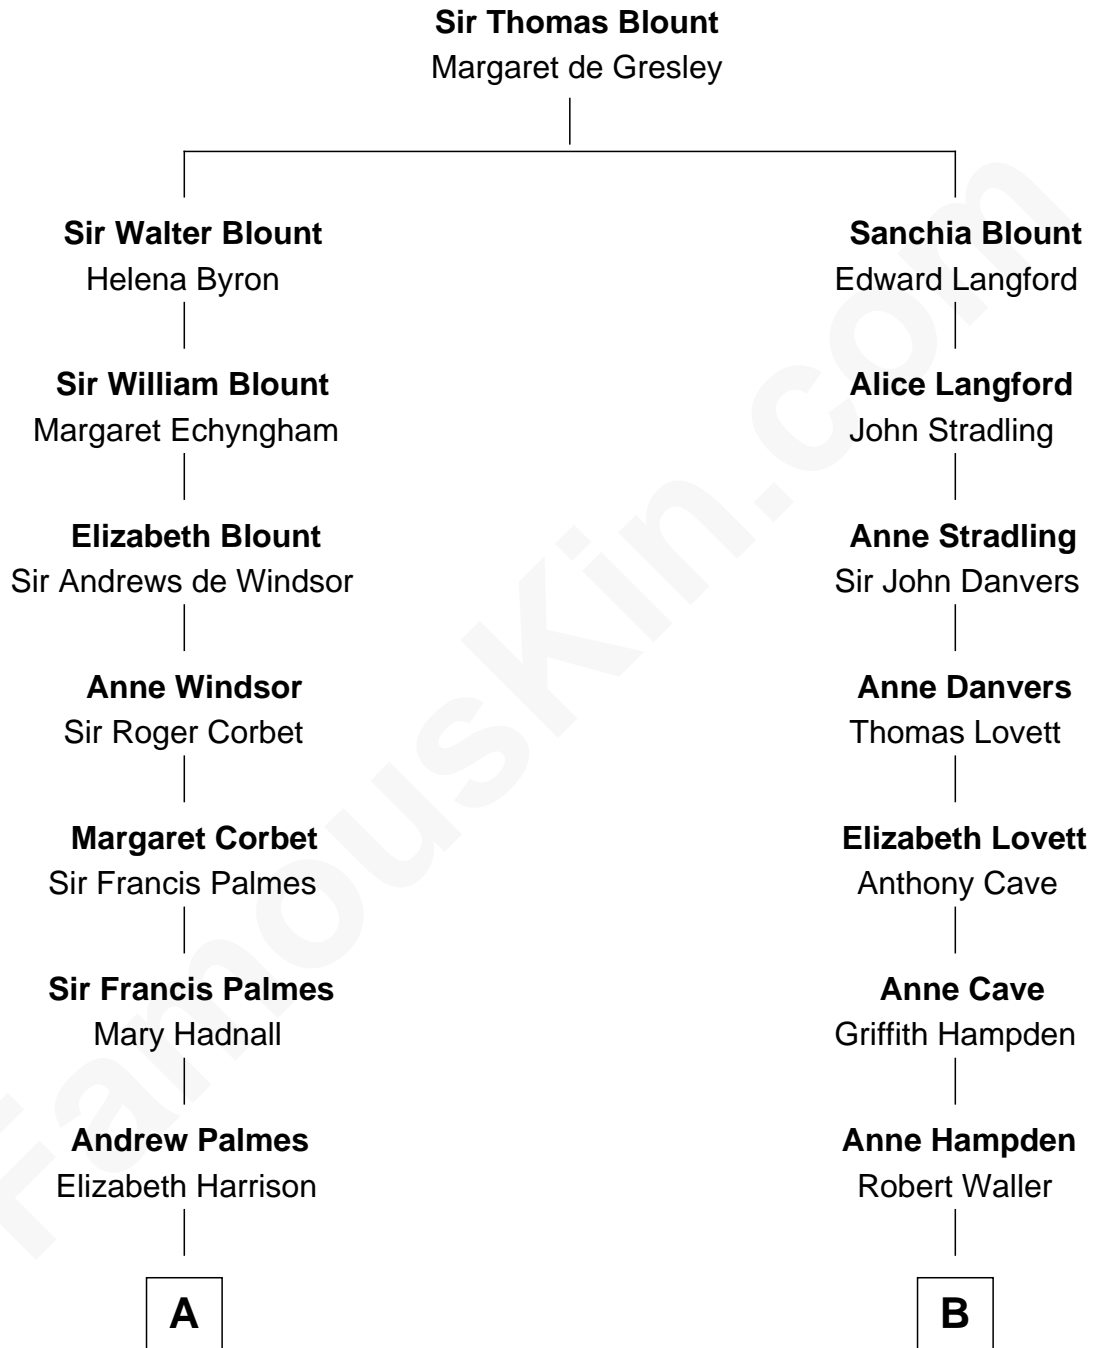 Sir Thomas Blount
Margaret de Gresley
Sir Walter Blount
Helena Byron
Sir William Blount
Margaret Echyngham
Elizabeth Blount
Sir Andrews de Windsor
Anne Windsor
Sir Roger Corbet
Margaret Corbet
Sir Francis Palmes
Sir Francis Palmes
Mary Hadnall
Andrew Palmes
Elizabeth Harrison
A
Sanchia Blount
Edward Langford
Alice Langford
John Stradling
Anne Stradling
Sir John Danvers
Anne Danvers
Thomas Lovett
Elizabeth Lovett
Anthony Cave
Anne Cave
Griffith Hampden
Anne Hampden
Robert Waller
B
FamousKin.com